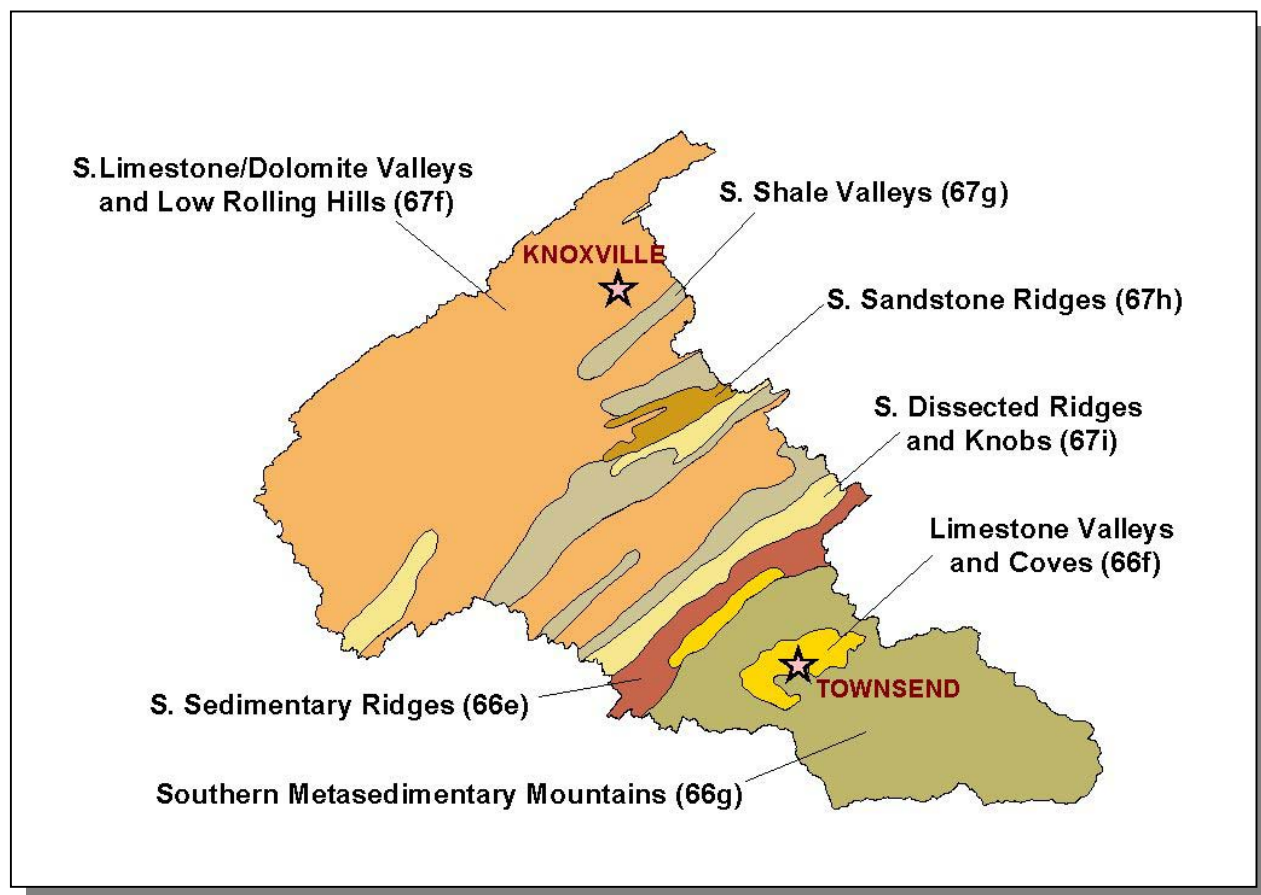 S.Limestone/Dolomite Valleys
and Low Rolling Hills (67f)
S. Shale Valleys (67g)
KNOXVILLE
S. Sandstone Ridges (67h)
S. Dissected Ridges
and Knobs (67i)
Limestone Valleys
and Coves (66f)
TOWNSEND
S. Sedimentary Ridges (66e)
Southern Metasedimentary Mountains (66g)